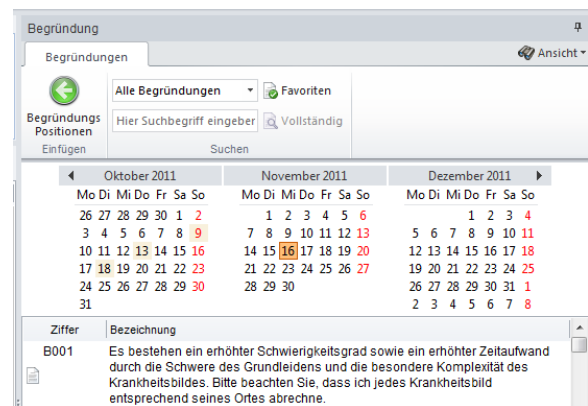 Begründung
Begründungen
Ansicht
Alle Begründungen
Favoriten
Begründungs
Positionen
Hier Suchbegriff eingeber
Vollständig
Einfügen
Suchen
Oktober 2011 November 2011 Dezember 2011
Mo Di Mi Do Fr Sa So Mo Di Mi Do Fr Sa So Mo Di Mi Do Fr Sa So
26 27 28 29 30 1 2 1 2 3 4 5 6 1 2 3 4
3 4 5 6 7 8 9 7 8 9 10 11 12 13 5 6 7 8 9 10 11
10 11 12 13 14 15 16 14 15 16 17 18 19 20 12 13 14 15 16 17 18
17 18 19 20 21 22 23 21 22 23 24 25 26 27 19 20 21 22 23 24 25
24 25 26 27 28 29 30 28 29 30 26 27 28 29 30 31 1
31 2 3 4 5 6 7 8
Ziffer Bezeichnung
B001 Es bestehen ein erhöhter Schwierigkeitsgrad sowie ein erhöhter Zeitaufwand
durch die Schwere des Grundleidens und die besondere Komplexität des
Krankheitsbildes. Bitte beachten Sie, dass ich jedes Krankheitsbild
entsprechend seines Ortes abrechne.